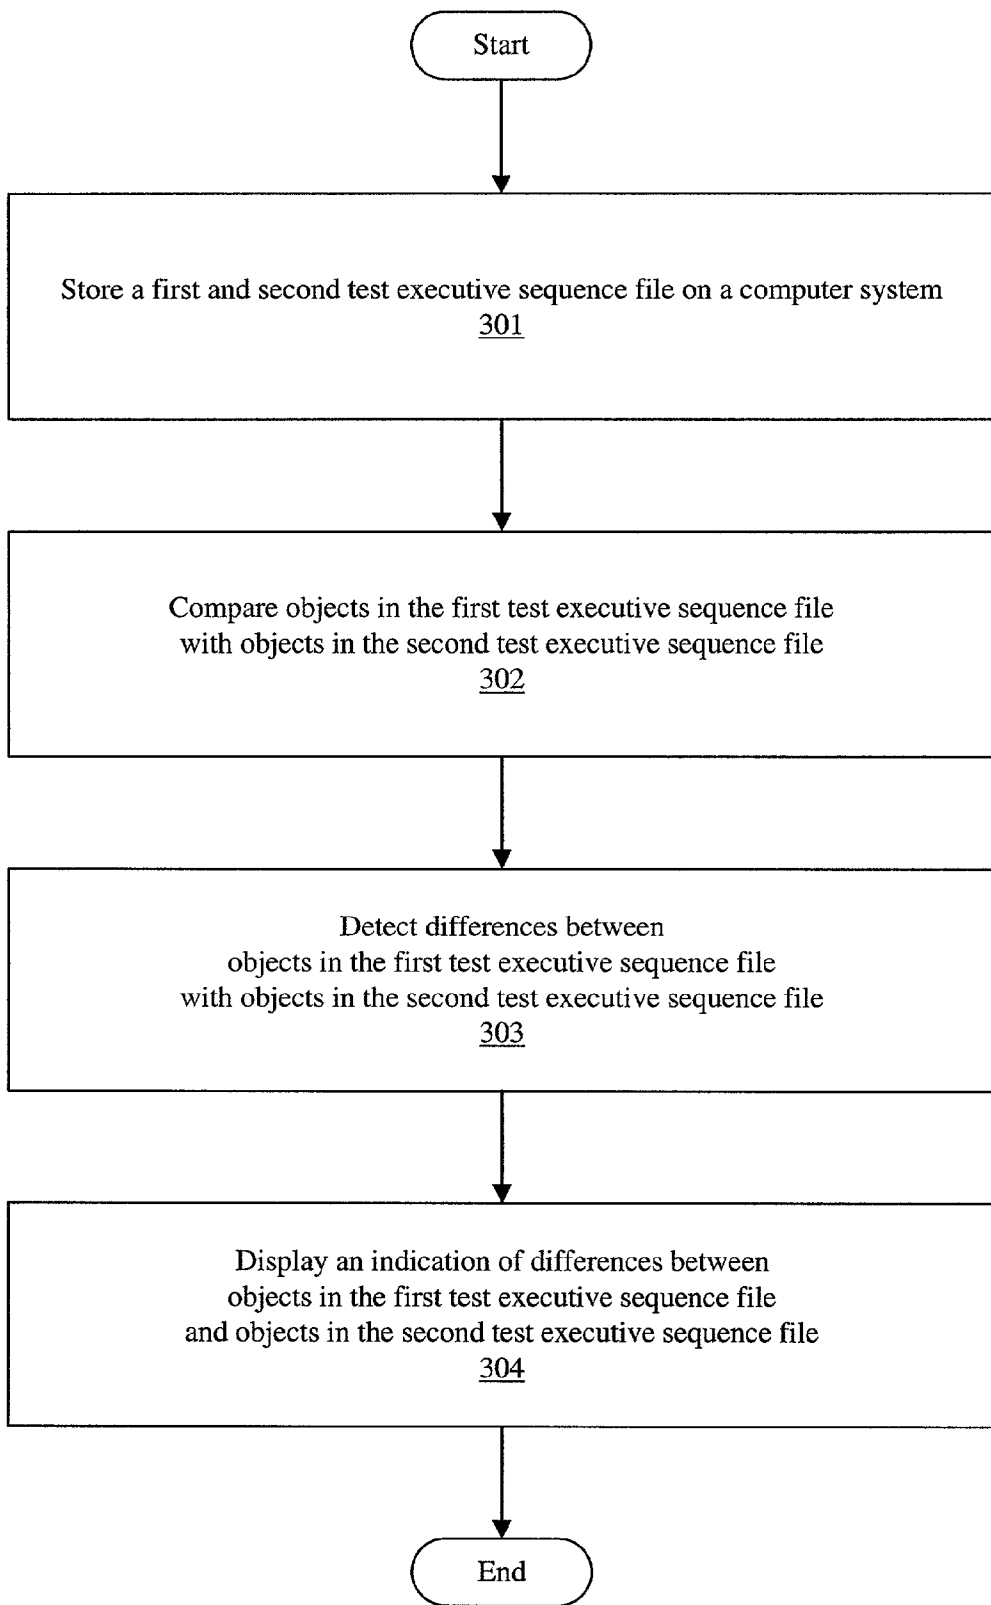 Start
Store a first and second test executive sequence file on a computer system
301
Compare objects in the first test executive sequence file
with objects in the second test executive sequence file
302
Detect differences between
objects in the first test executive sequence file
with objects in the second test executive sequence file
303
Display an indication of differences between
objects in the first test executive sequence file
and objects in the second test executive sequence file
304
End